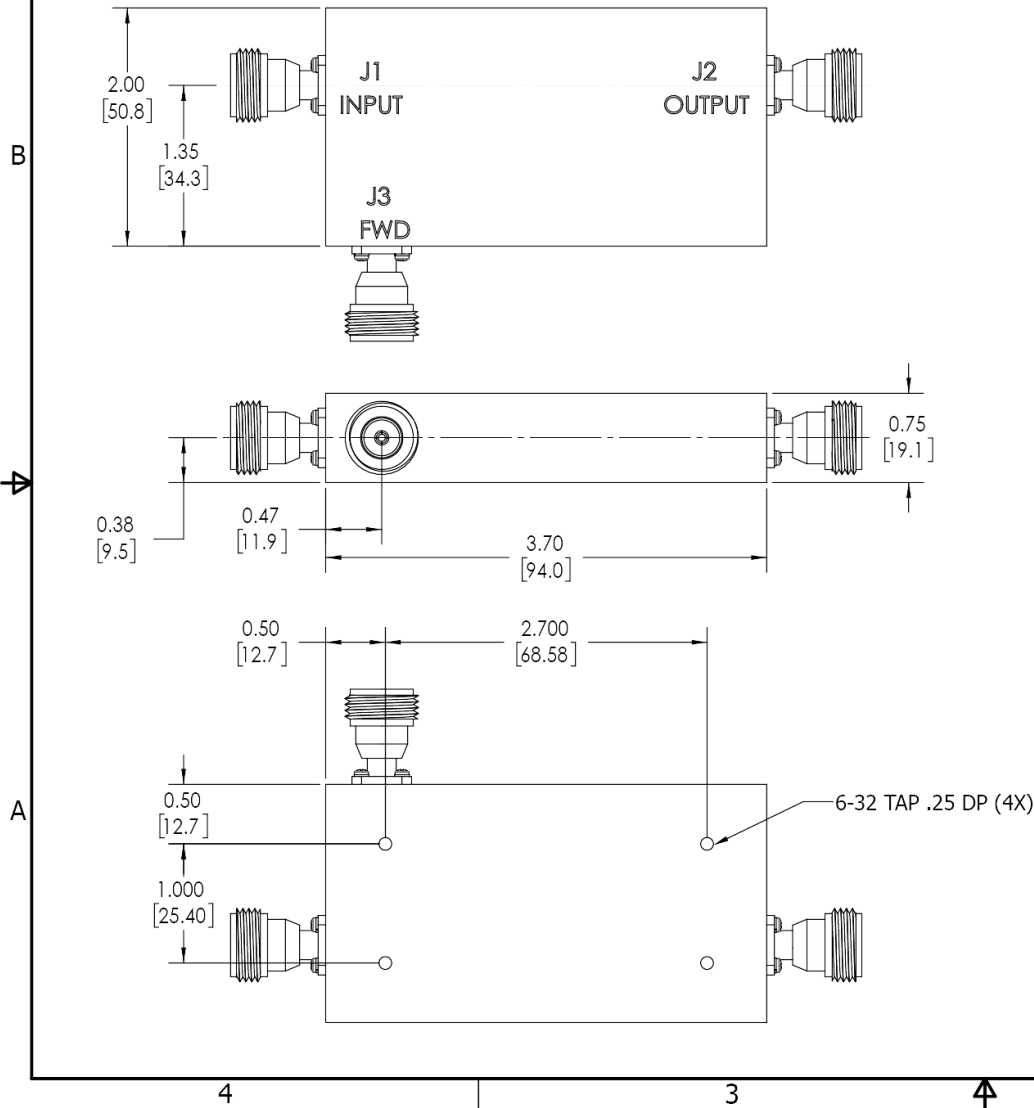 J1
INPUT
J2
OUTPUT
2.00
[50.8]
1.35
[34.3]
B
J3
FWD
0.75
[19.1]
0.38
[9.5]
0.47
[11.9]
3.70
[94.0]
0.50
[12.7]
2.700
[68.58]
A
0.50
[12.7]
6-32 TAP .25 DP (4X)
1.000
[25.40]
4
3